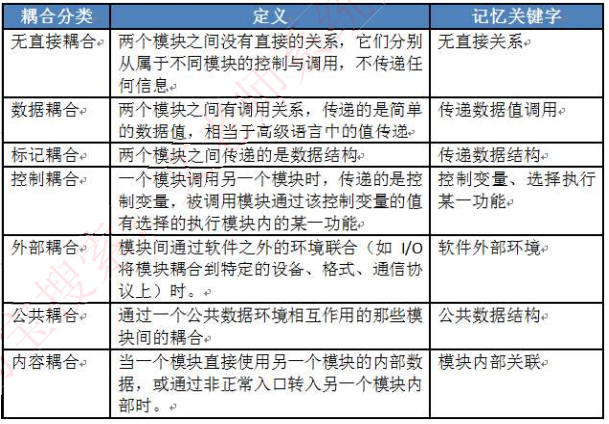 耦合分类 定义 记忆关键字
无直接耦合 两个模块之间没有直接的关系，它们分别 无直接关系
从属于不同模块的控制与调用，不传递任
何信息
数据耦合 两个模块之间有调用关系，传递的是简单 传递数据值调用
的数据值，相当于高级语言中的值传递
标记耦合 两个模块之间传递的是数据结构 传递数据结构
控制耦合 一个模块调用另一个模块时，传递的是控 控制变量、选择执行
制变量，被调用模块通过该控制变量的值 某一功能
有选择的执行模块内的某一功能
外部耦合 模块间通过软件之外的环境联合（如 I/O 软件外部环境
将模块耦合到特定的设备、格式、通信协
议上）时。
公共耦合 通过一个公共数据环境相互作用的那些模 公共数据结构
块间的耦合
内容耦合 当一个模块直接使用另一个模块的内部数 模块内部关联
据，或通过非正常入口转入另一个模块内
部时。